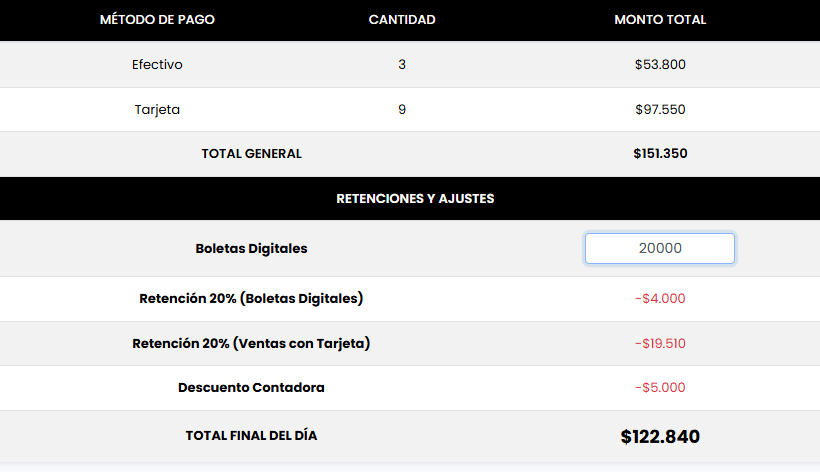 MÉTODO DE PAGO CANTIDAD MONTO TOTAL
Efectivo 3 $53.800
Tarjeta 9 $97.550
TOTAL GENERAL $151.350
RETENCIONES Y AJUSTES
Boletas Digitales 20000
Retención 20% (Boletas Digitales) -$4.000
Retención 20% (Ventas con Tarjeta) -$19.510
Descuento Contadora -$5.000
TOTAL FINAL DEL DÍA $122.840